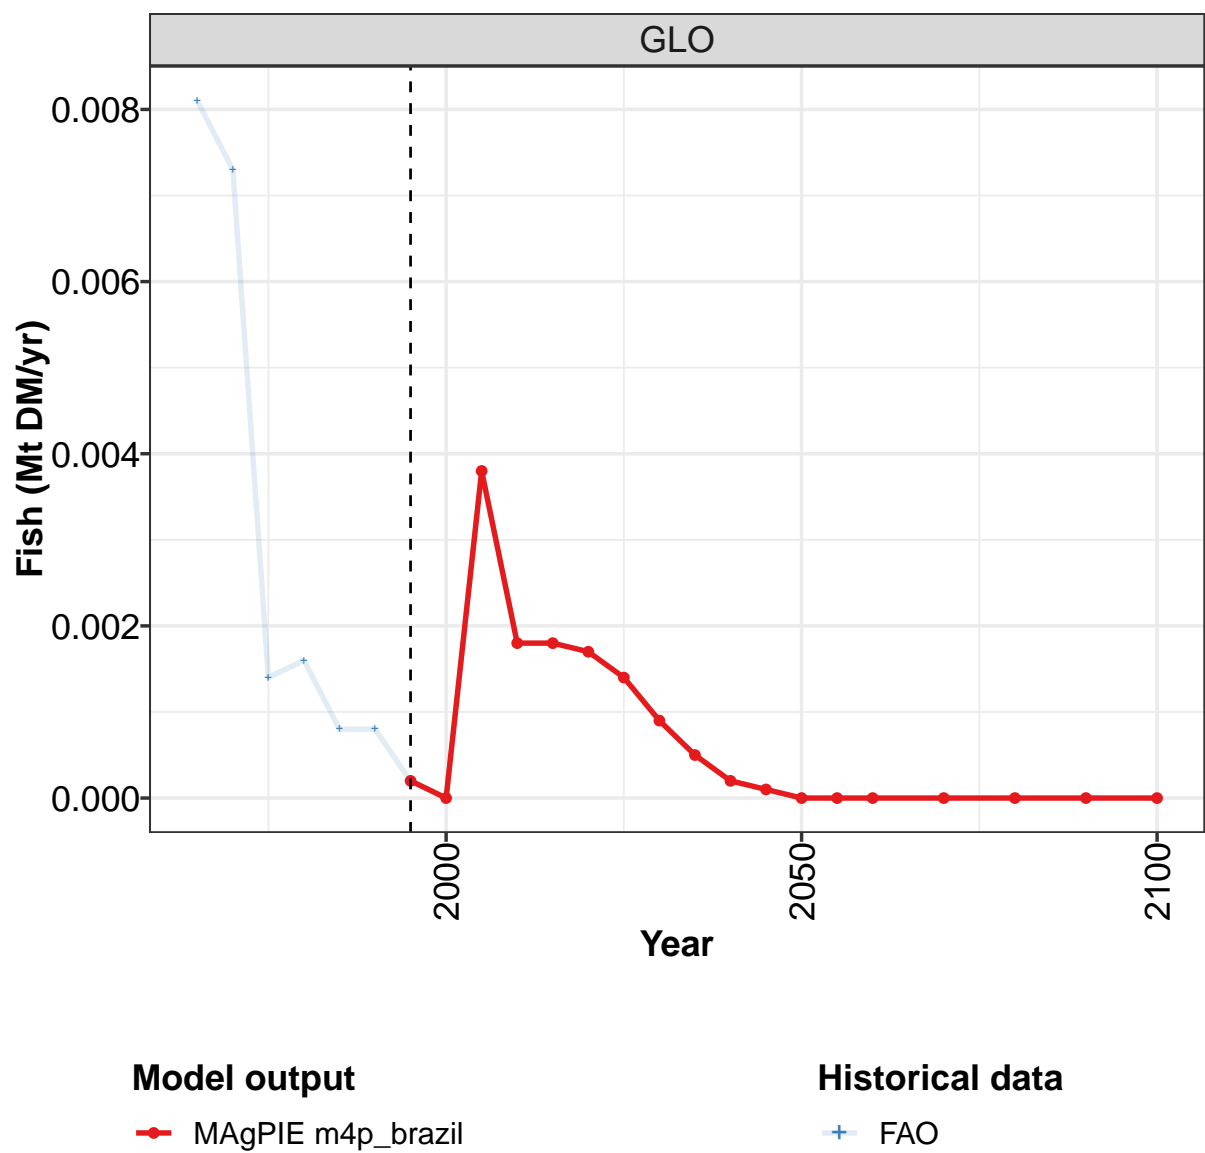 GLO
0.008
0.006
0.004
0.002
0.000
Fish (Mt DM/yr)
2000
2050
2100
Year
Model output
MAgPIE m4p_brazil
Historical data
FAO